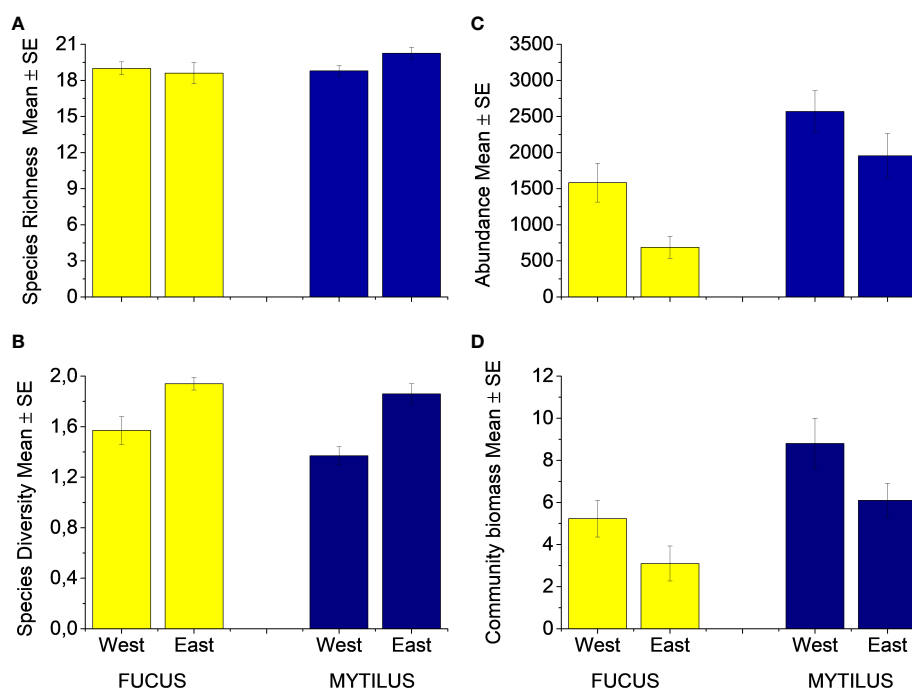 A
Species Richness Mean ± SE
21
18
15
12
9
6
3
0
B
Species Diversity Mean ± SE
2,0
1,6
1,2
0,8
0,4
0,0
West East West East
FUCUS MYTILUS
C
Abundance Mean ± SE
3500
3000
2500
2000
1500
1000
500
0
D
Community biomass Mean ± SE
12
10
8
6
4
2
0
West East West East
FUCUS MYTILUS